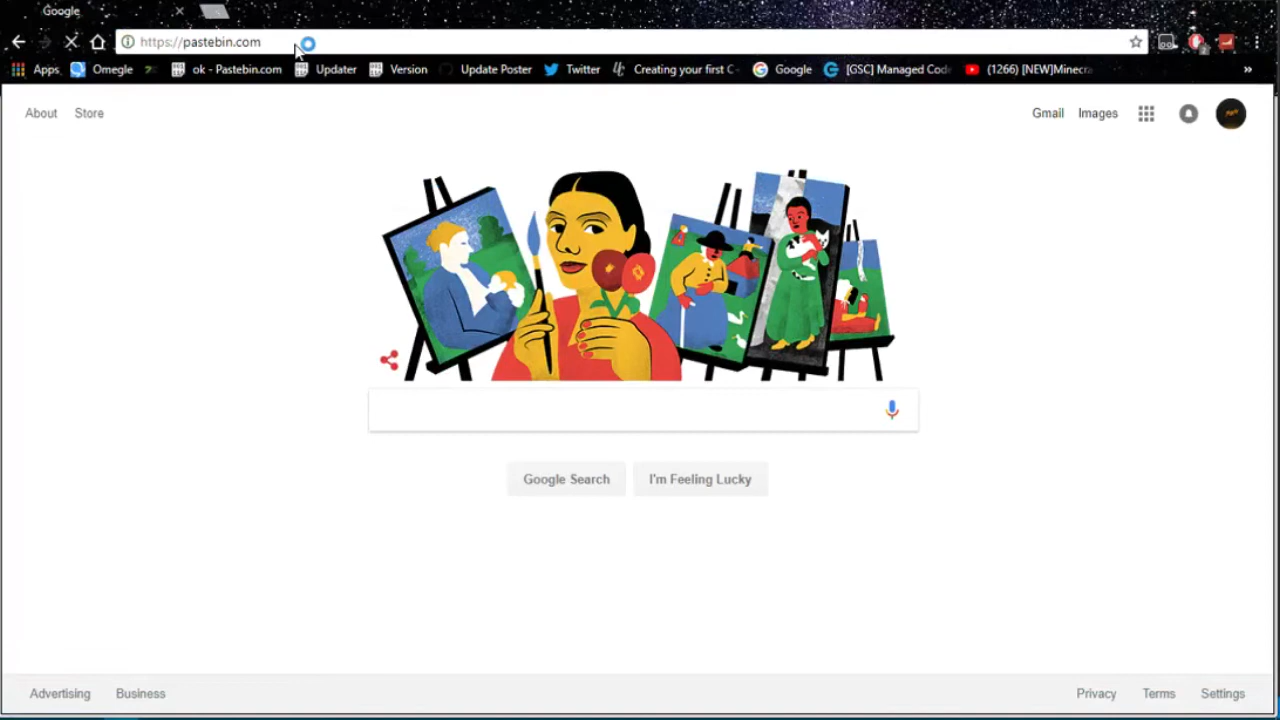 Google
https://pastebin.com
Apps Omegle ok - Pastebin.com Updater Version Update Poster Twitter Creating your first C Google [GSC] Managed Code (1266) [NEW]Minecra
About Store Gmail Images
Google Search I'm Feeling Lucky
Advertising Business Privacy Terms Settings